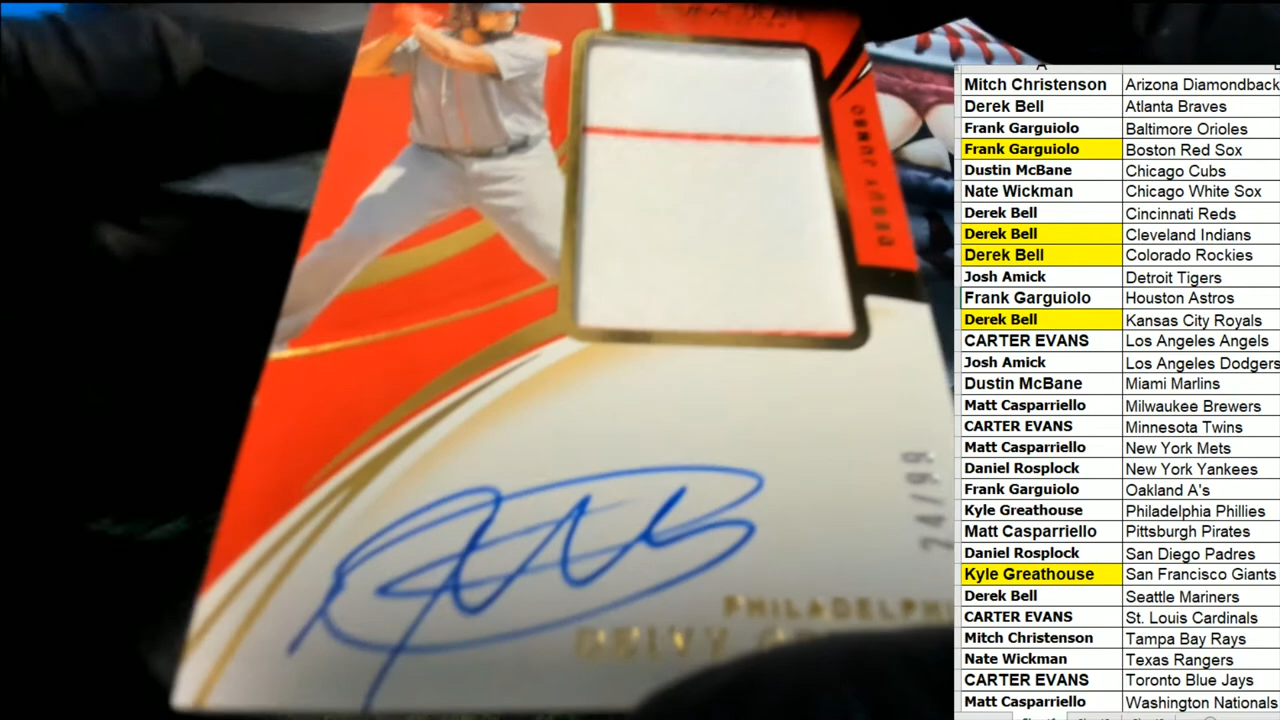 DEBUT JUMBO
24/99
PHILADELPHI
DEIVY
A
Mitch Christenson Arizona Diamondback
Derek Bell Atlanta Braves
Frank Garguiolo Baltimore Orioles
Frank Garguiolo Boston Red Sox
Dustin McBane Chicago Cubs
Nate Wickman Chicago White Sox
Derek Bell Cincinnati Reds
Derek Bell Cleveland Indians
Derek Bell Colorado Rockies
Josh Amick Detroit Tigers
Frank Garguiolo Houston Astros
Derek Bell Kansas City Royals
CARTER EVANS Los Angeles Angels
Josh Amick Los Angeles Dodgers
Dustin McBane Miami Marlins
Matt Casparriello Milwaukee Brewers
CARTER EVANS Minnesota Twins
Matt Casparriello New York Mets
Daniel Rosplock New York Yankees
Frank Garguiolo Oakland A's
Kyle Greathouse Philadelphia Phillies
Matt Casparriello Pittsburgh Pirates
Daniel Rosplock San Diego Padres
Kyle Greathouse San Francisco Giants
Derek Bell Seattle Mariners
CARTER EVANS St. Louis Cardinals
Mitch Christenson Tampa Bay Rays
Nate Wickman Texas Rangers
CARTER EVANS Toronto Blue Jays
Matt Casparriello Washington Nationals